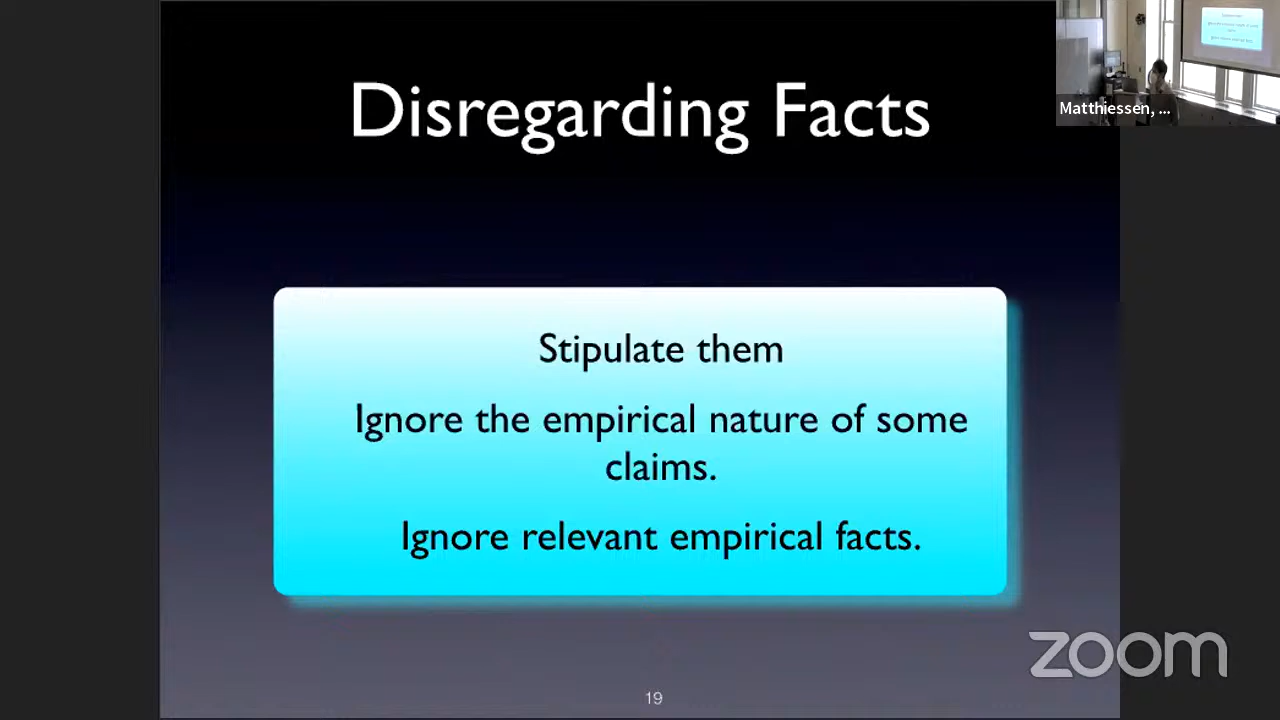 Disregarding Facts
Matthiessen, ...
Stipulate them
Ignore the empirical nature of some
claims.
Ignore relevant empirical facts.
zoom
19